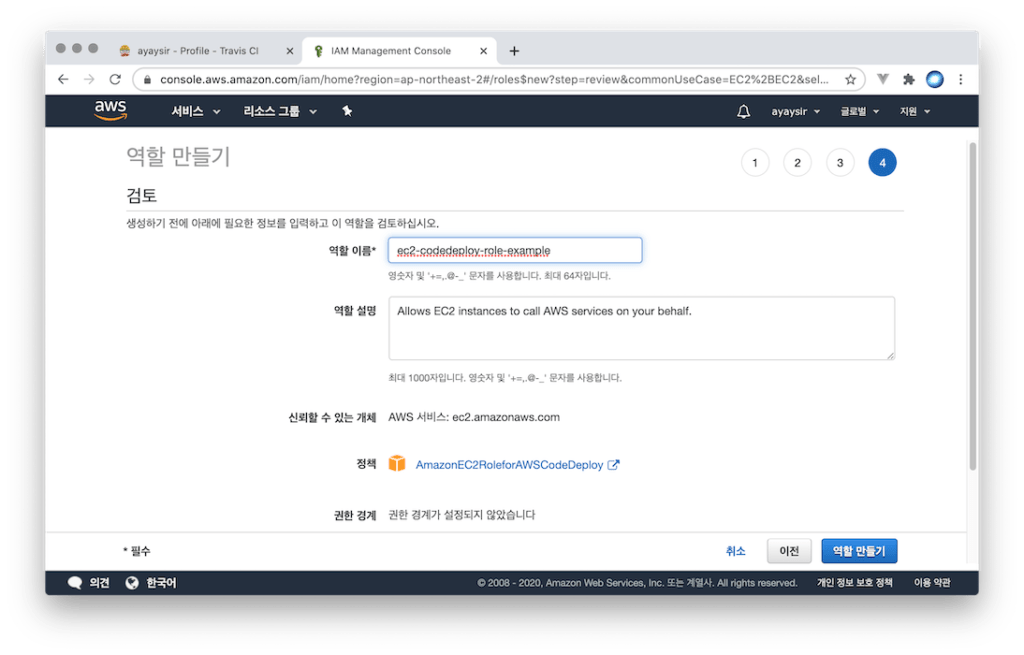 ayaysir - Profile - Travis CI
IAM Management Console
console.aws.amazon.com/iam/home?region=ap-northeast-2#/roles$new?step=review&commonUseCase=EC2%2BEC2&sel...
aws 서비스 리소스 그룹 ayaysir 글로벌 지원
역할 만들기 1 2 3 4
검토
생성하기 전에 아래에 필요한 정보를 입력하고 이 역할을 검토하십시오.
역할 이름* ec2-codedeploy-role-example
영숫자 및 '+=,.@-_' 문자를 사용합니다. 최대 64자입니다.
역할 설명 Allows EC2 instances to call AWS services on your behalf.
최대 1000자입니다. 영숫자 및 '+=,.@-_' 문자를 사용합니다.
신뢰할 수 있는 개체 AWS 서비스: ec2.amazonaws.com
정책 AmazonEC2RoleforAWSCodeDeploy
권한 경계 권한 경계가 설정되지 않았습니다
* 필수 취소 이전 역할 만들기
의견 한국어 © 2008 - 2020, Amazon Web Services, Inc. 또는 계열사. All rights reserved. 개인 정보 보호 정책 이용 약관